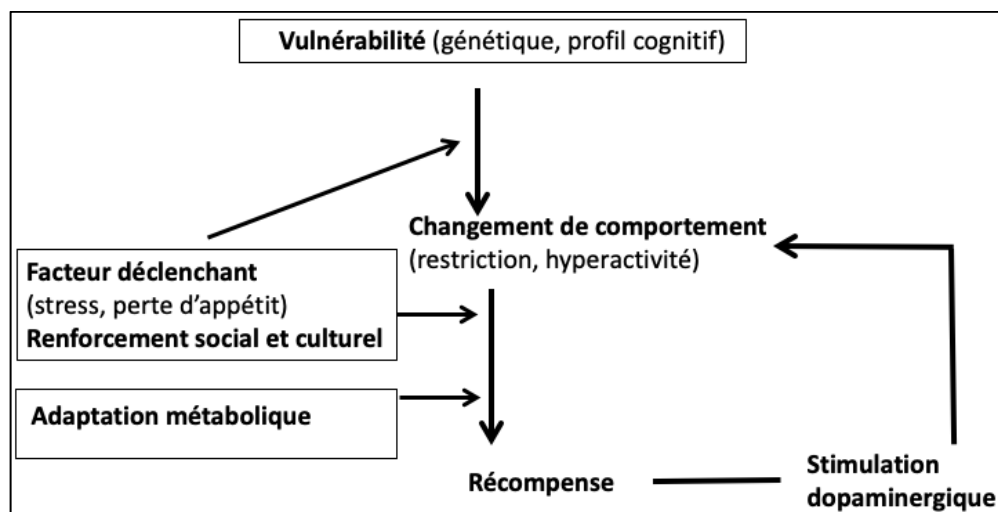 Vulnérabilité (génétique, profil cognitif)
Changement de comportement
(restriction, hyperactivité)
Facteur déclenchant
(stress, perte d’appétit)
Renforcement social et culturel
Adaptation métabolique
Récompense
Stimulation
dopaminergique